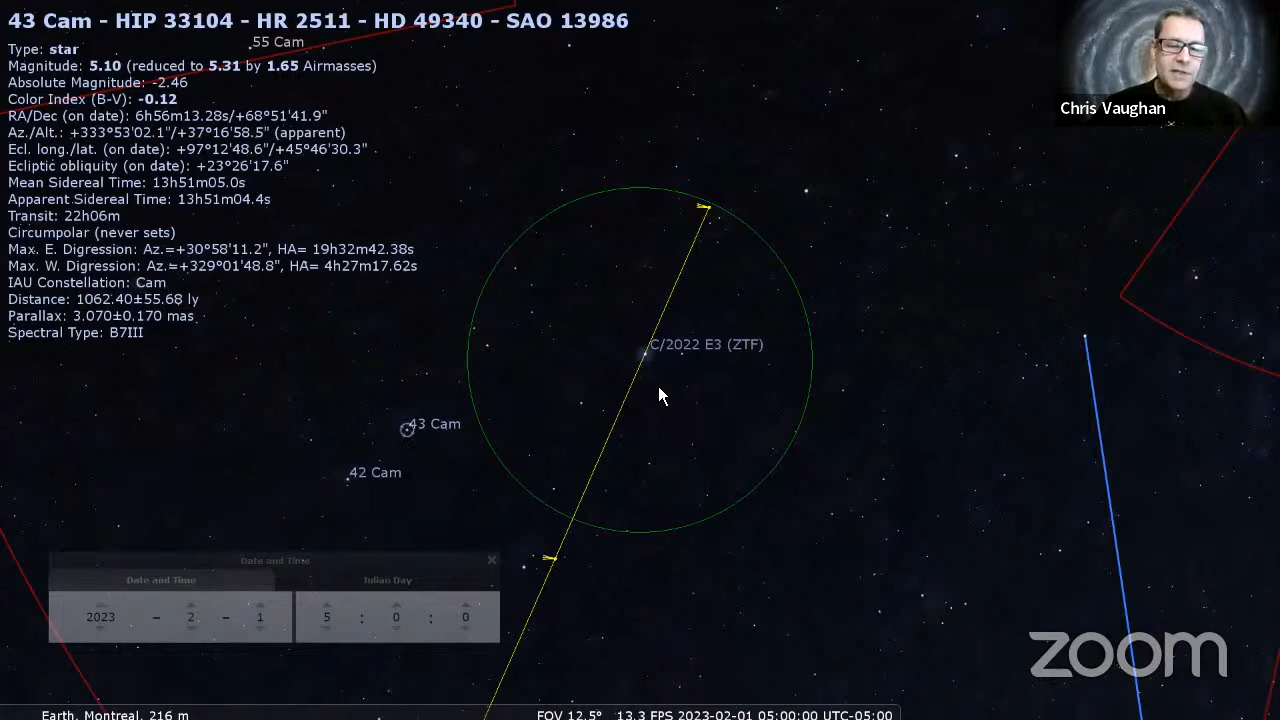 43 Cam - HIP 33104 - HR 2511 - HD 49340 - SAO 13986
55 Cam
Type: star
Magnitude: 5.10 (reduced to 5.31 by 1.65 Airmasses)
Absolute Magnitude: -2.46
Color Index (B-V): -0.12
RA/Dec (on date): 6h56m13.28s/+68°51'41.9"
Az./Alt.: +333°53'02.1"/+37°16'58.5" (apparent)
Ecl. long./lat. (on date): +97°12'48.6"/+45°46'30.3"
Ecliptic obliquity (on date): +23°26'17.6"
Mean Sidereal Time: 13h51m05.0s
Apparent Sidereal Time: 13h51m04.4s
Transit: 22h06m
Circumpolar (never sets)
Max. E. Digression: Az.=+30°58'11.2", HA= 19h32m42.38s
Max. W. Digression: Az.=+329°01'48.8", HA= 4h27m17.62s
IAU Constellation: Cam
Distance: 1062.40±55.68 ly
Parallax: 3.070±0.170 mas
Spectral Type: B7III
Chris Vaughan
C/2022 E3 (ZTF)
43 Cam
42 Cam
Date and Time
Date and Time Julian Day
2023 - 2 - 1 5 : 0 : 0
zoom
Earth, Montreal, 216 m FOV 12.5° 13.3 FPS 2023-02-01 05:00:00 UTC-05:00